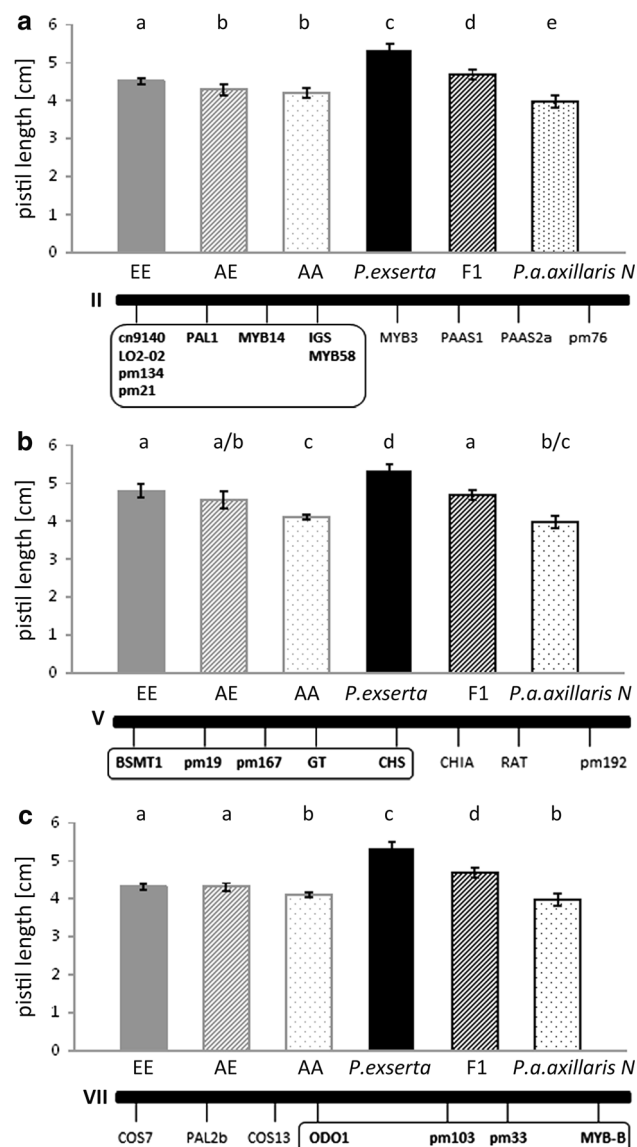 a
6
5
4
3
2
1
0
pistil length [cm]
a b b c d e
EE AE AA P.exserta F1 P.a.axillaris N
II
cn9140 PAL1 MYB14 IGS MYB3 PAAS1 PAAS2a pm76
LO2-02 MYB58
pm134
pm21
b
6
5
4
3
2
1
0
pistil length [cm]
a a/b c d a b/c
EE AE AA P.exserta F1 P.a.axillaris N
V
BSMT1 pm19 pm167 GT CHS CHIA RAT pm192
c
6
5
4
3
2
1
0
pistil length [cm]
a a b c d b
EE AE AA P.exserta F1 P.a.axillaris N
VII
COS7 PAL2b COS13 ODO1 pm103 pm33 MYB-B